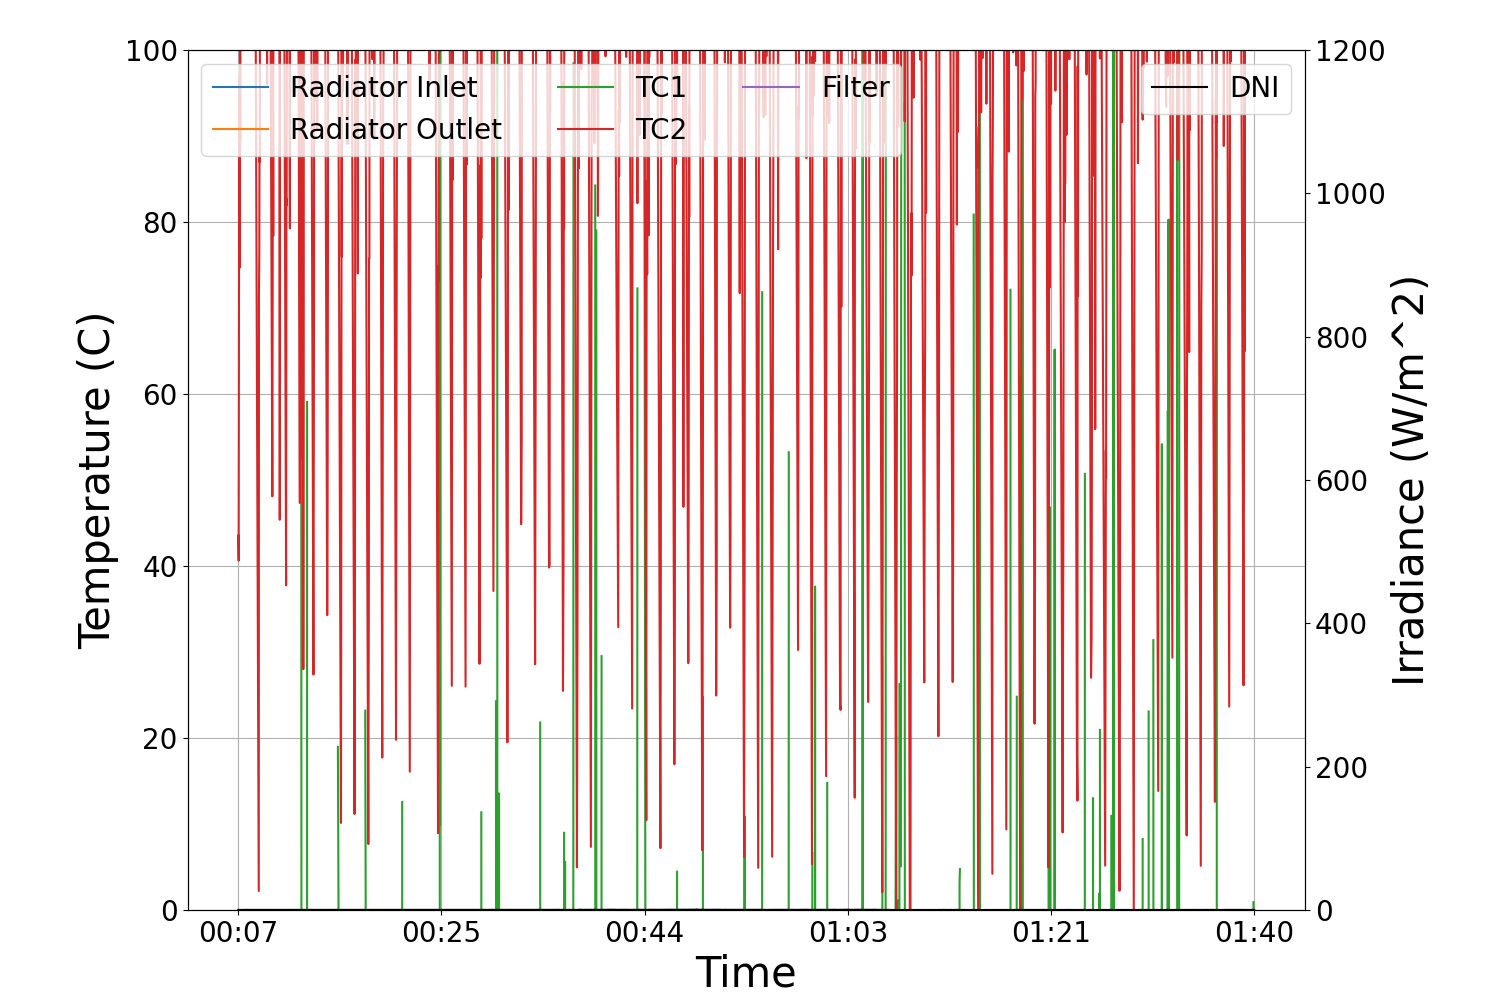 100
80
60
40
20
0
Temperature (C)
Radiator Inlet
Radiator Outlet
TC1
TC2
Filter
DNI
1200
1000
800
600
400
200
0
Irradiance (W/m^2)
00:07
00:25
00:44
01:03
01:21
01:40
Time